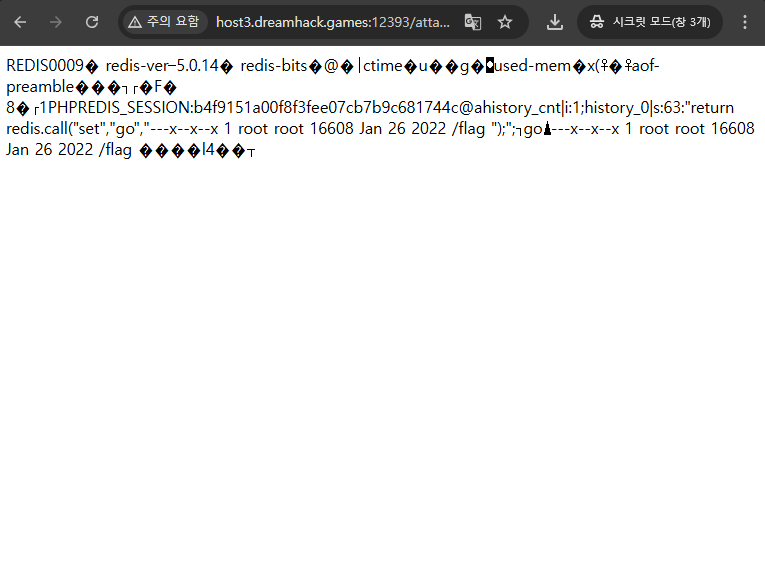 주의 요함
host3.dreamhack.games:12393/atta...
시크릿 모드(창 3개)
REDIS0009� redis-ver 5.0.14� redis-bits�@� ctime�u��g� used-mem�x( � aof-
preamble��� �F�
8� 1PHPREDIS_SESSION:b4f9151a00f8f3fee07cb7b9c681744c@ahistory_cnt|i:1;history_0|s:63:"return
redis.call("set","go","---x--x--x 1 root root 16608 Jan 26 2022 /flag ");"; go ---x--x--x 1 root root 16608
Jan 26 2022 /flag ����l4��